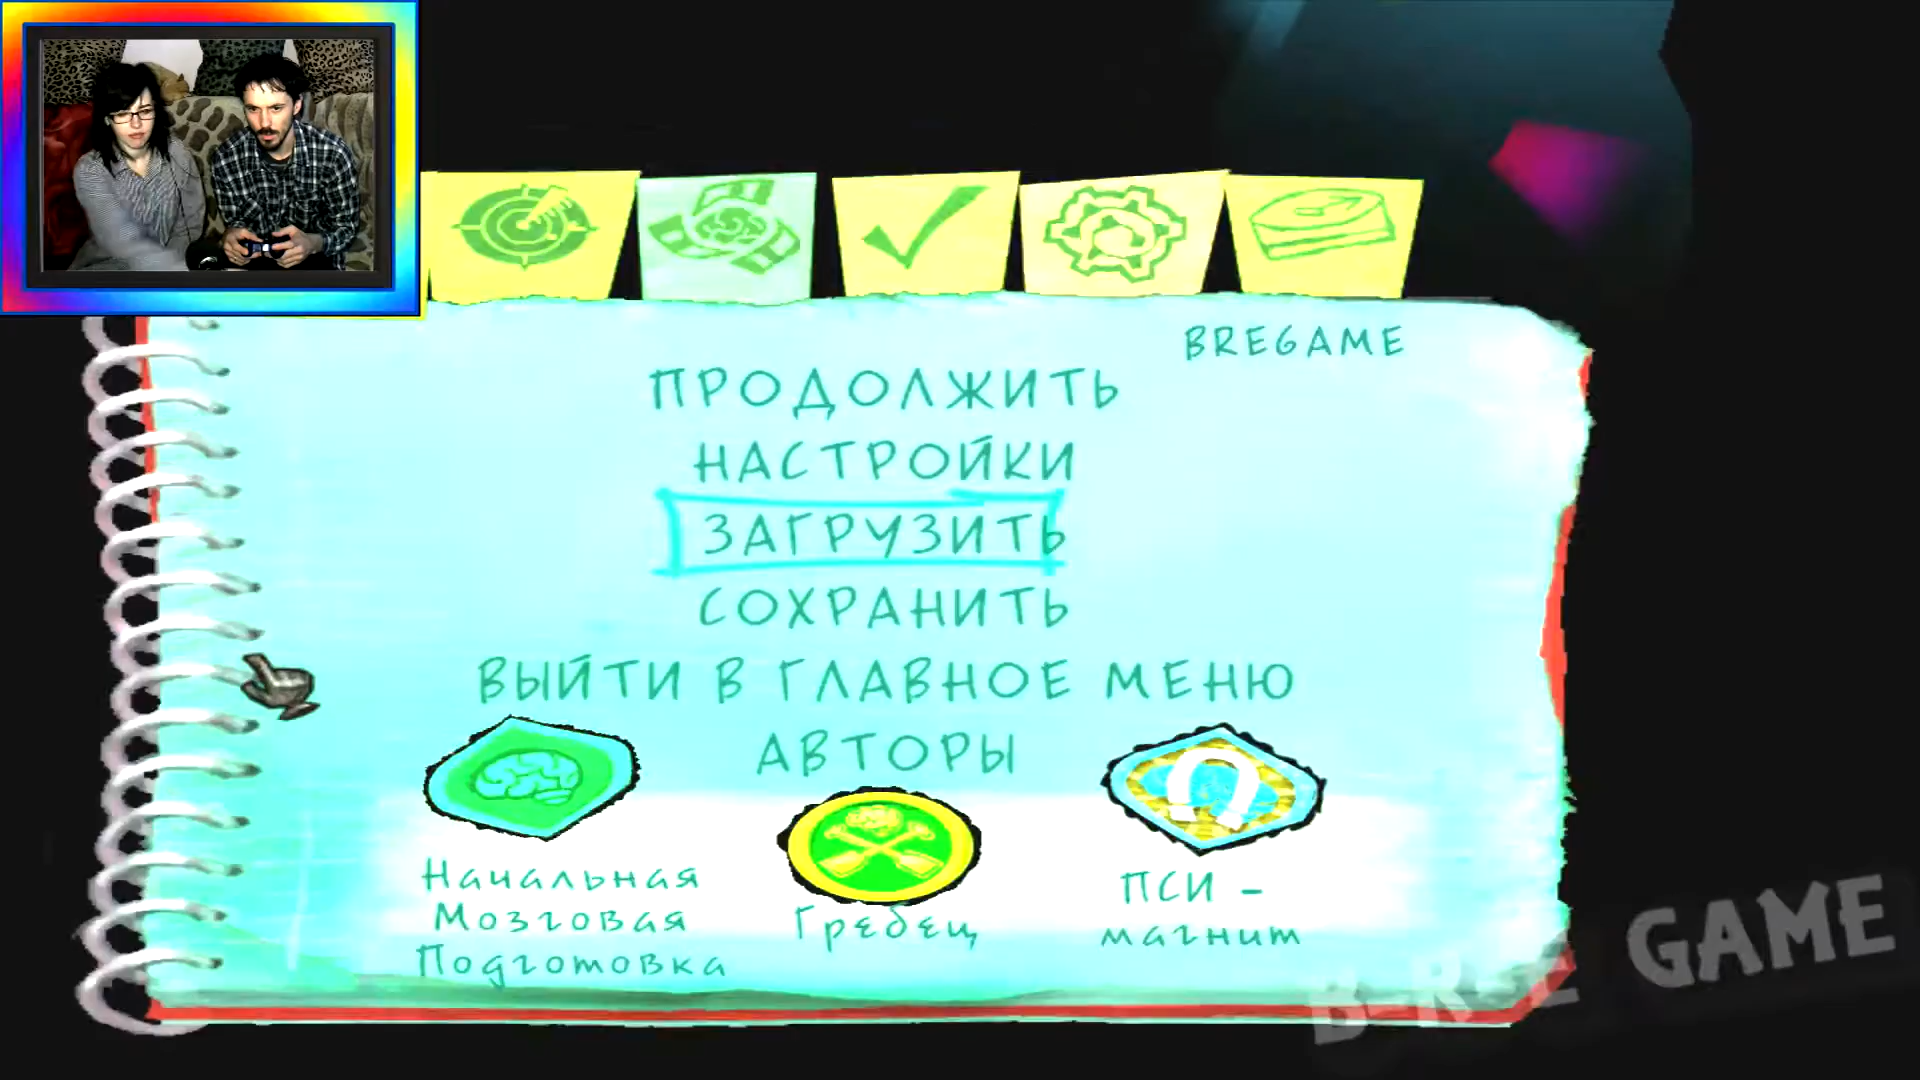 BREGAME
ПРОДОЛЖИТЬ
НАСТРОЙКИ
ЗАГРУЗИТЬ
СОХРАНИТЬ
ВЫЙТИ В ГЛАВНОЕ МЕНЮ
АВТОРЫ
Начальная
Мозговая
Подготовка
Гребец
ПСИ -
магнит
B-R-E GAME